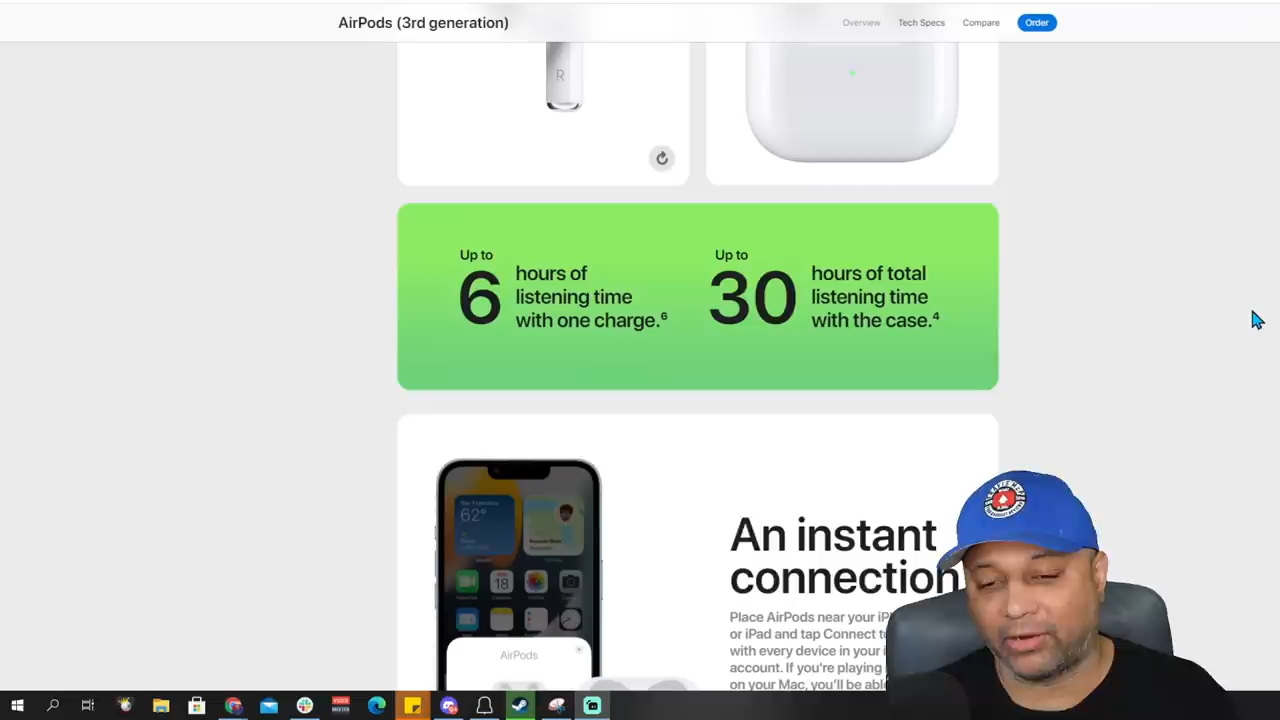 AirPods (3rd generation)
Overview Tech Specs Compare Order
R
Up to
6
hours of
listening time
with one charge.⁶
Up to
30
hours of total
listening time
with the case.⁴
62°
18
AirPods
An instant
connection
Place AirPods near your
or iPad and tap Connect
with every device in your
account. If you're playing
on your Mac, you'll be